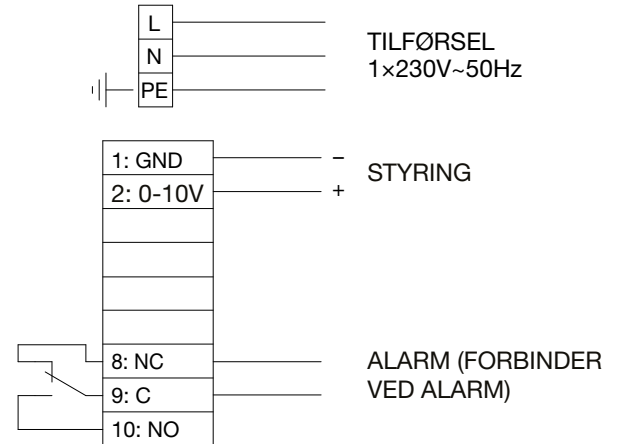 L
N
PE
TILFØRSEL
1×230V~50Hz
1: GND
–
2: 0-10V
+
STYRING
8: NC
9: C
10: NO
ALARM (FORBINDER
VED ALARM)